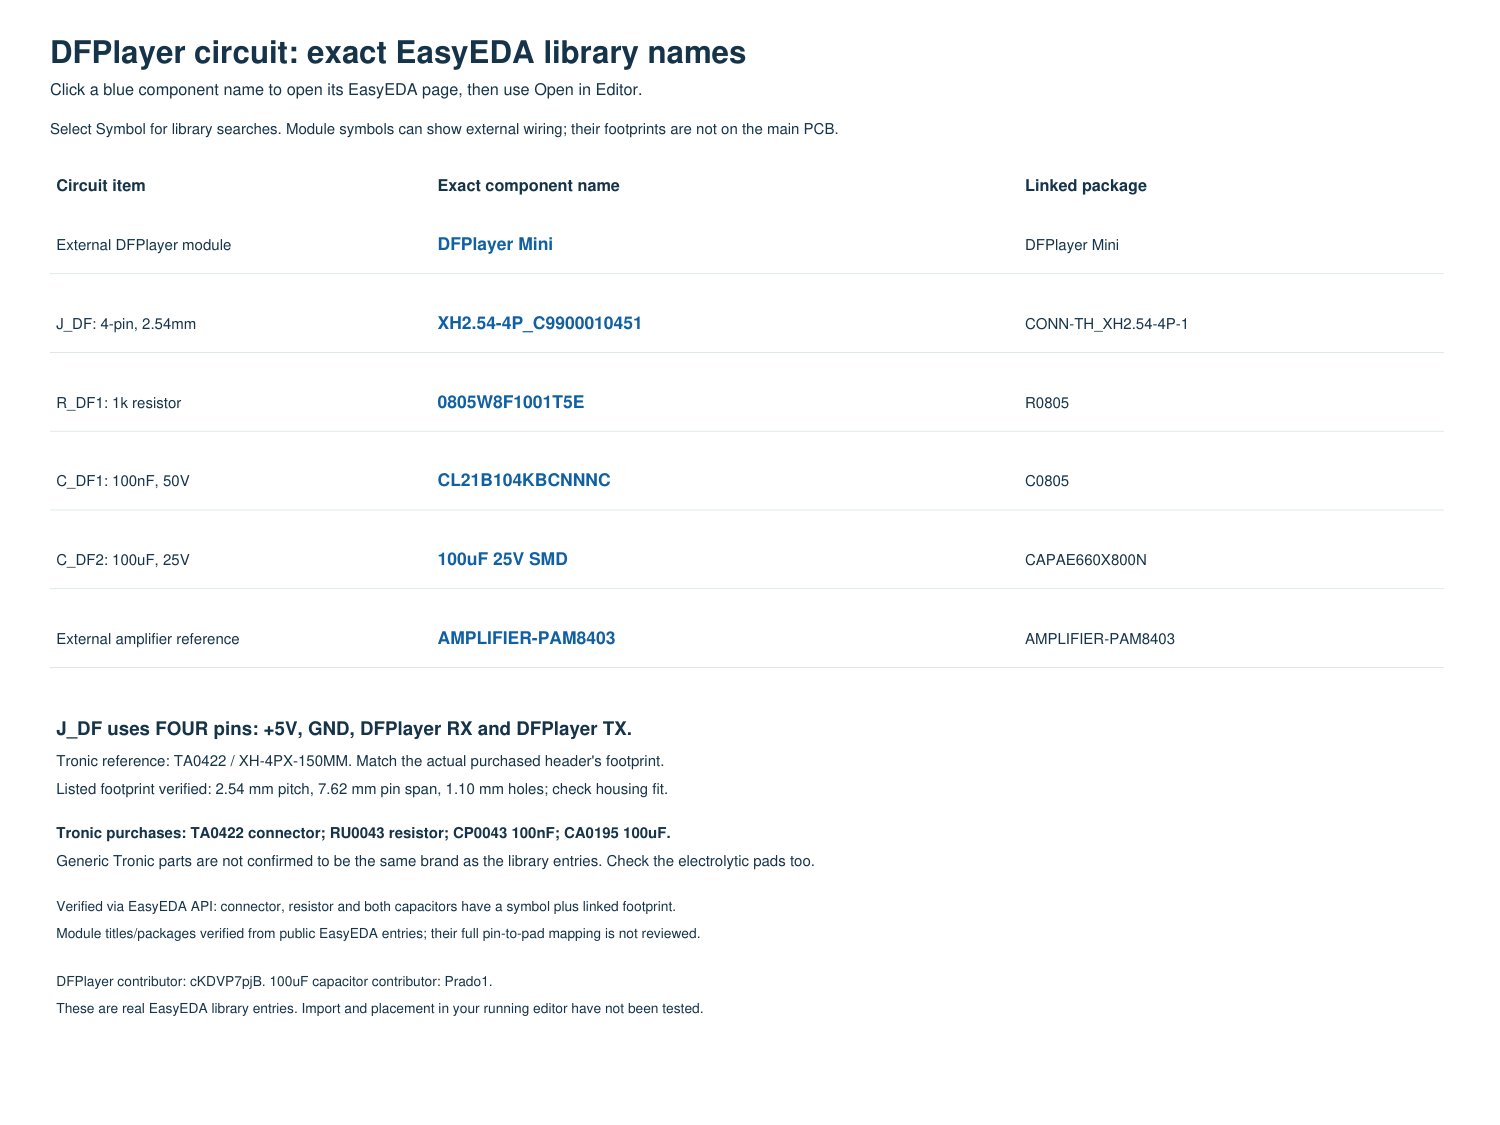 DFPlayer circuit: exact EasyEDA library names
Click a blue component name to open its EasyEDA page, then use Open in Editor.
Select Symbol for library searches. Module symbols can show external wiring; their footprints are not on the main PCB.
Circuit item Exact component name Linked package
External DFPlayer module DFPlayer Mini DFPlayer Mini
J_DF: 4-pin, 2.54mm XH2.54-4P_C9900010451 CONN-TH_XH2.54-4P-1
R_DF1: 1k resistor 0805W8F1001T5E R0805
C_DF1: 100nF, 50V CL21B104KBCNNNC C0805
C_DF2: 100uF, 25V 100uF 25V SMD CAPAE660X800N
External amplifier reference AMPLIFIER-PAM8403 AMPLIFIER-PAM8403
J_DF uses FOUR pins: +5V, GND, DFPlayer RX and DFPlayer TX.
Tronic reference: TA0422 / XH-4PX-150MM. Match the actual purchased header's footprint.
Listed footprint verified: 2.54 mm pitch, 7.62 mm pin span, 1.10 mm holes; check housing fit.
Tronic purchases: TA0422 connector; RU0043 resistor; CP0043 100nF; CA0195 100uF.
Generic Tronic parts are not confirmed to be the same brand as the library entries. Check the electrolytic pads too.
Verified via EasyEDA API: connector, resistor and both capacitors have a symbol plus linked footprint.
Module titles/packages verified from public EasyEDA entries; their full pin-to-pad mapping is not reviewed.
DFPlayer contributor: cKDVP7pjB. 100uF capacitor contributor: Prado1.
These are real EasyEDA library entries. Import and placement in your running editor have not been tested.